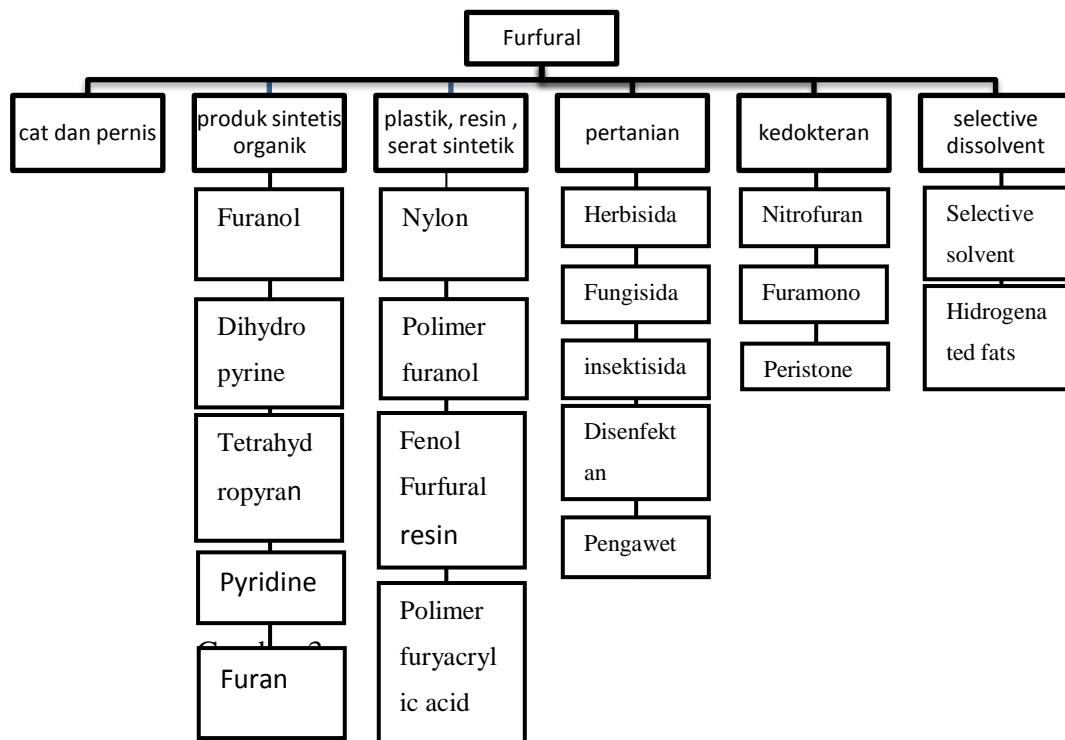 Furfural
cat dan pernis
produk sintetis
organik
plastik, resin ,
serat sintetik
pertanian
kedokteran
selective
dissolvent
Furanol
Dihydro
pyrine
Tetrahyd
ropyran
Pyridine
Furan
Nylon
Polimer
furanol
Fenol
Furfural
resin
Polimer
furyacryl
ic acid
Herbisida
Fungisida
insektisida
Disenfekt
an
Pengawet
Nitrofuran
Furamono
Peristone
Selective
solvent
Hidrogena
ted fats